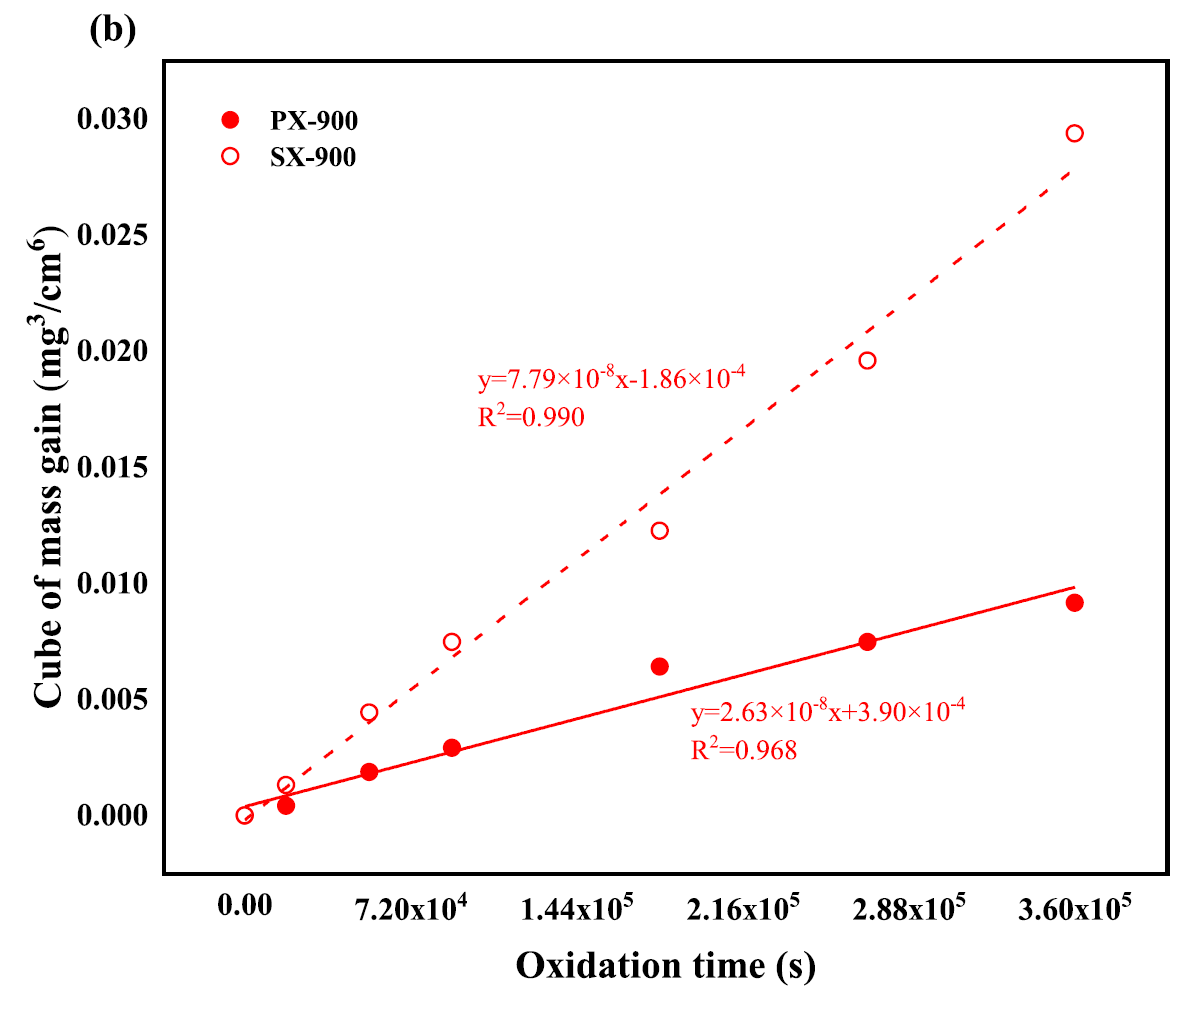 (b)
0.030
0.025
0.020
0.015
0.010
0.005
0.000
Cube of mass gain (mg³/cm⁶)
PX-900
SX-900
y=7.79×10⁻⁸x-1.86×10⁻⁴
R²=0.990
y=2.63×10⁻⁸x+3.90×10⁻⁴
R²=0.968
0.00 7.20x10⁴ 1.44x10⁵ 2.16x10⁵ 2.88x10⁵ 3.60x10⁵
Oxidation time (s)